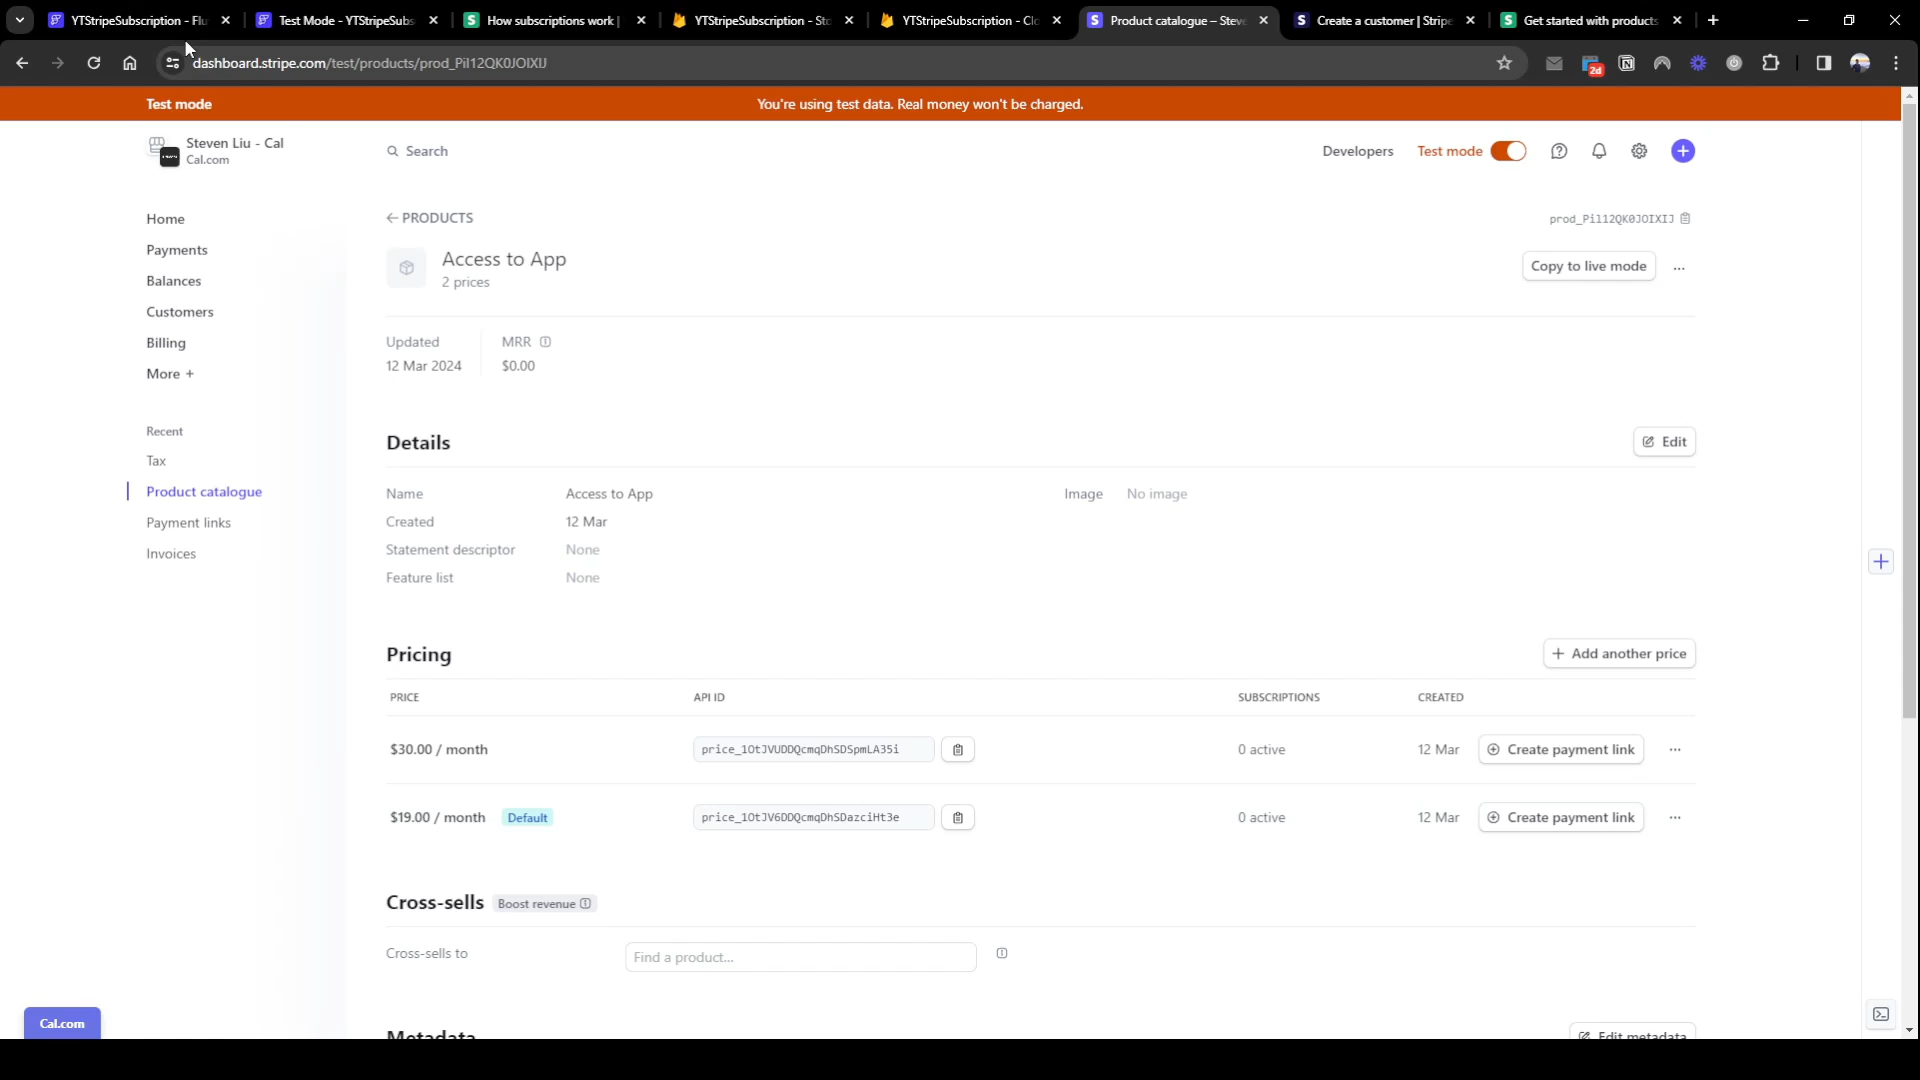 YTStripeSubscription - Flu
Test Mode - YTStripeSubs
How subscriptions work |
YTStripeSubscription - Sto
YTStripeSubscription - Clo
Product catalogue – Steve
Create a customer | Stripe
Get started with products
dashboard.stripe.com/test/products/prod_Pil12QK0JOIXIJ
2d
Test mode
You're using test data. Real money won't be charged.
Steven Liu - Cal
Cal.com
Search
Developers
Test mode
Home
Payments
Balances
Customers
Billing
More +
Recent
Tax
Product catalogue
Payment links
Invoices
PRODUCTS
prod_Pil12QK0JOIXIJ
Access to App
2 prices
Copy to live mode
Updated
12 Mar 2024
MRR
$0.00
Details
Edit
Name
Access to App
Image
No image
Created
12 Mar
Statement descriptor
None
Feature list
None
Pricing
Add another price
PRICE
API ID
SUBSCRIPTIONS
CREATED
$30.00 / month
price_1OtJVUDDQcmqDhSDSpmLA35i
0 active
12 Mar
Create payment link
$19.00 / month
Default
price_1OtJV6DDQcmqDhSDazciHt3e
0 active
12 Mar
Create payment link
Cross-sells
Boost revenue
Cross-sells to
Find a product...
Metadata
Edit metadata
Cal.com